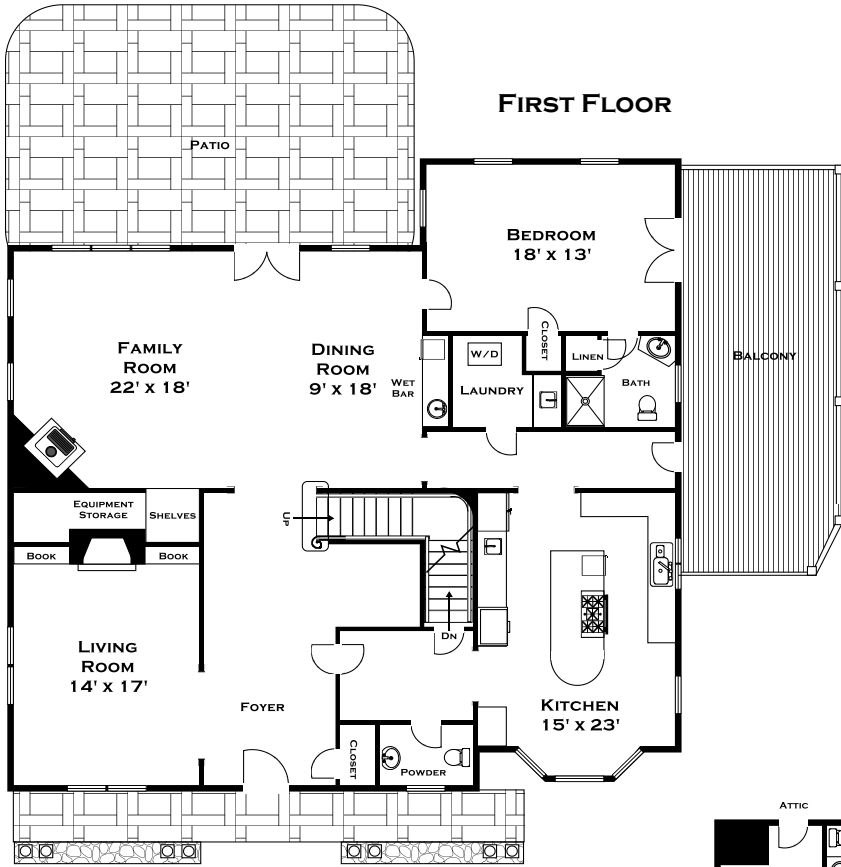 FIRST FLOOR
PATIO
BEDROOM
18' x 13'
FAMILY
ROOM
22' x 18'
DINING
ROOM
9' x 18'
WET
BAR
W/D
LAUNDRY
CLOSET
LINEN
BATH
BALCONY
EQUIPMENT
STORAGE
SHELVES
UP
BOOK
BOOK
DN
LIVING
ROOM
14' x 17'
FOYER
KITCHEN
15' x 23'
CLOSET
POWDER
ATTIC